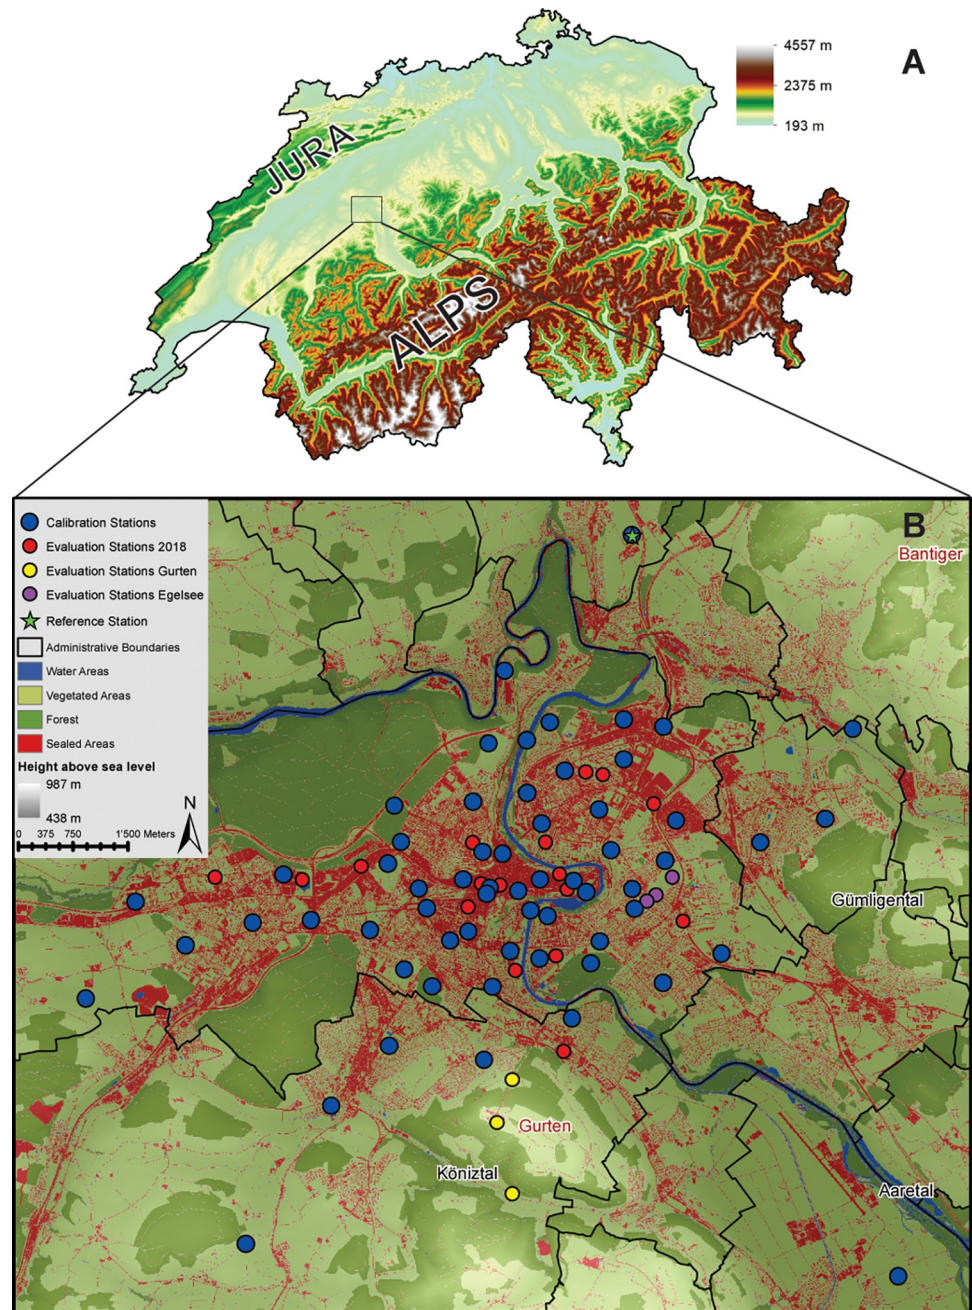 A
4557 m
2375 m
193 m
JURA
ALPS
B
Calibration Stations
Evaluation Stations 2018
Evaluation Stations Gurten
Evaluation Stations Egelsee
Reference Station
Administrative Boundaries
Water Areas
Vegetated Areas
Forest
Sealed Areas
Height above sea level
987 m
438 m
N
0 375 750 1'500 Meters
Bantiger
Gümligental
Gurten
Köniztal
Aaretal